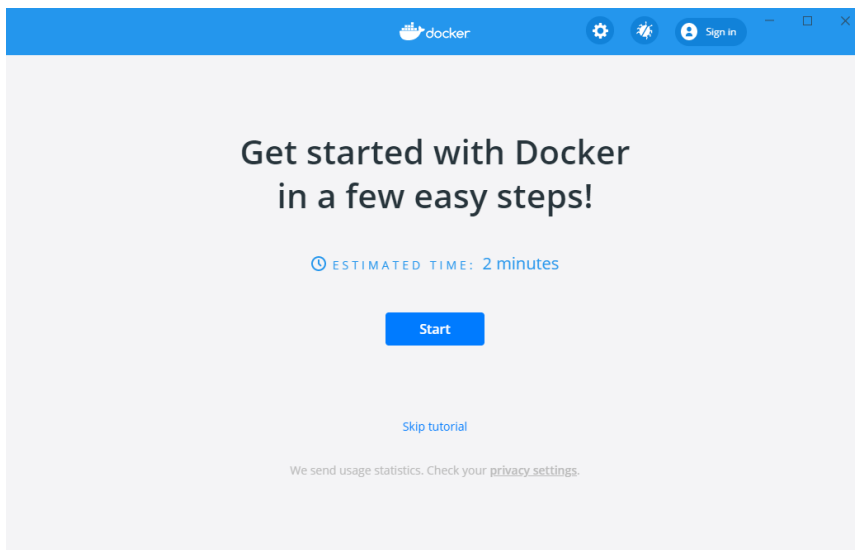 docker
Sign in
Get started with Docker
in a few easy steps!
ESTIMATED TIME: 2 minutes
Start
Skip tutorial
We send usage statistics. Check your privacy settings.